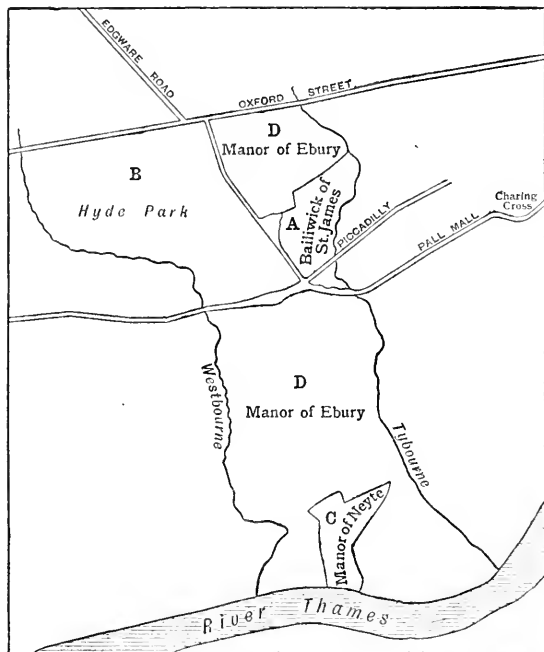 EDGWARE ROAD
OXFORD STREET
D
Manor of Ebury
B
Hyde Park
A
Bailiwick of
St. James
PICCADILLY
Charing
Cross
PALL MALL
D
Manor of Ebury
Westbourne
Tybourne
C
Manor of Neyte
River Thames